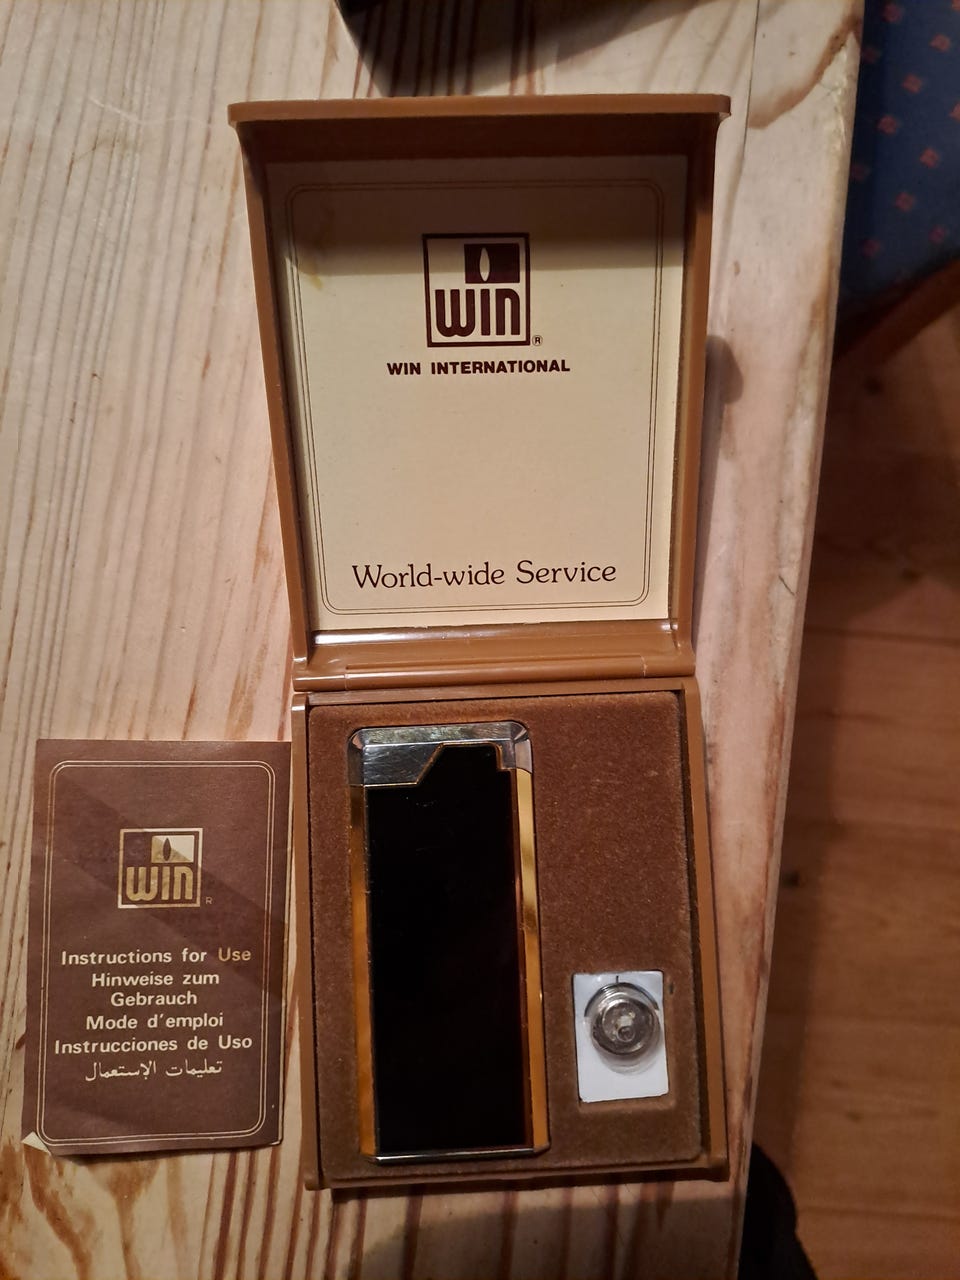 WIN
®
WIN INTERNATIONAL
World-wide Service
WIN
R
Instructions for Use
Hinweise zum
Gebrauch
Mode d'emploi
Instrucciones de Uso
تعليمات الإستعمال